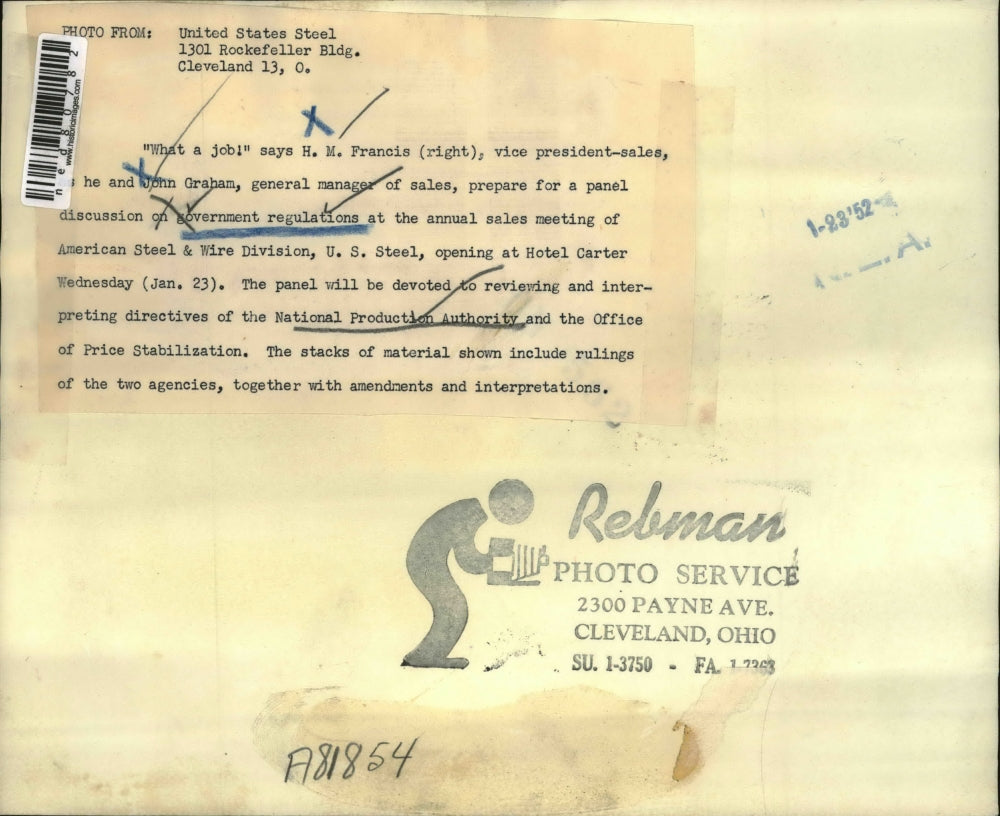 PHOTO FROM: United States Steel
1301 Rockefeller Bldg.
Cleveland 13, O.
www.historicimages.com
"What a job!" says H. M. Francis (right), vice president-sales,
he and John Graham, general manager of sales, prepare for a panel
discussion on government regulations at the annual sales meeting of
American Steel & Wire Division, U. S. Steel, opening at Hotel Carter
Wednesday (Jan. 23). The panel will be devoted to reviewing and inter-
preting directives of the National Production Authority and the Office
of Price Stabilization. The stacks of material shown include rulings
of the two agencies, together with amendments and interpretations.
1-23'52
N.E.A.
Rebman
PHOTO SERVICE
2300 PAYNE AVE.
CLEVELAND, OHIO
SU. 1-3750 - FA. 1-7363
A81854